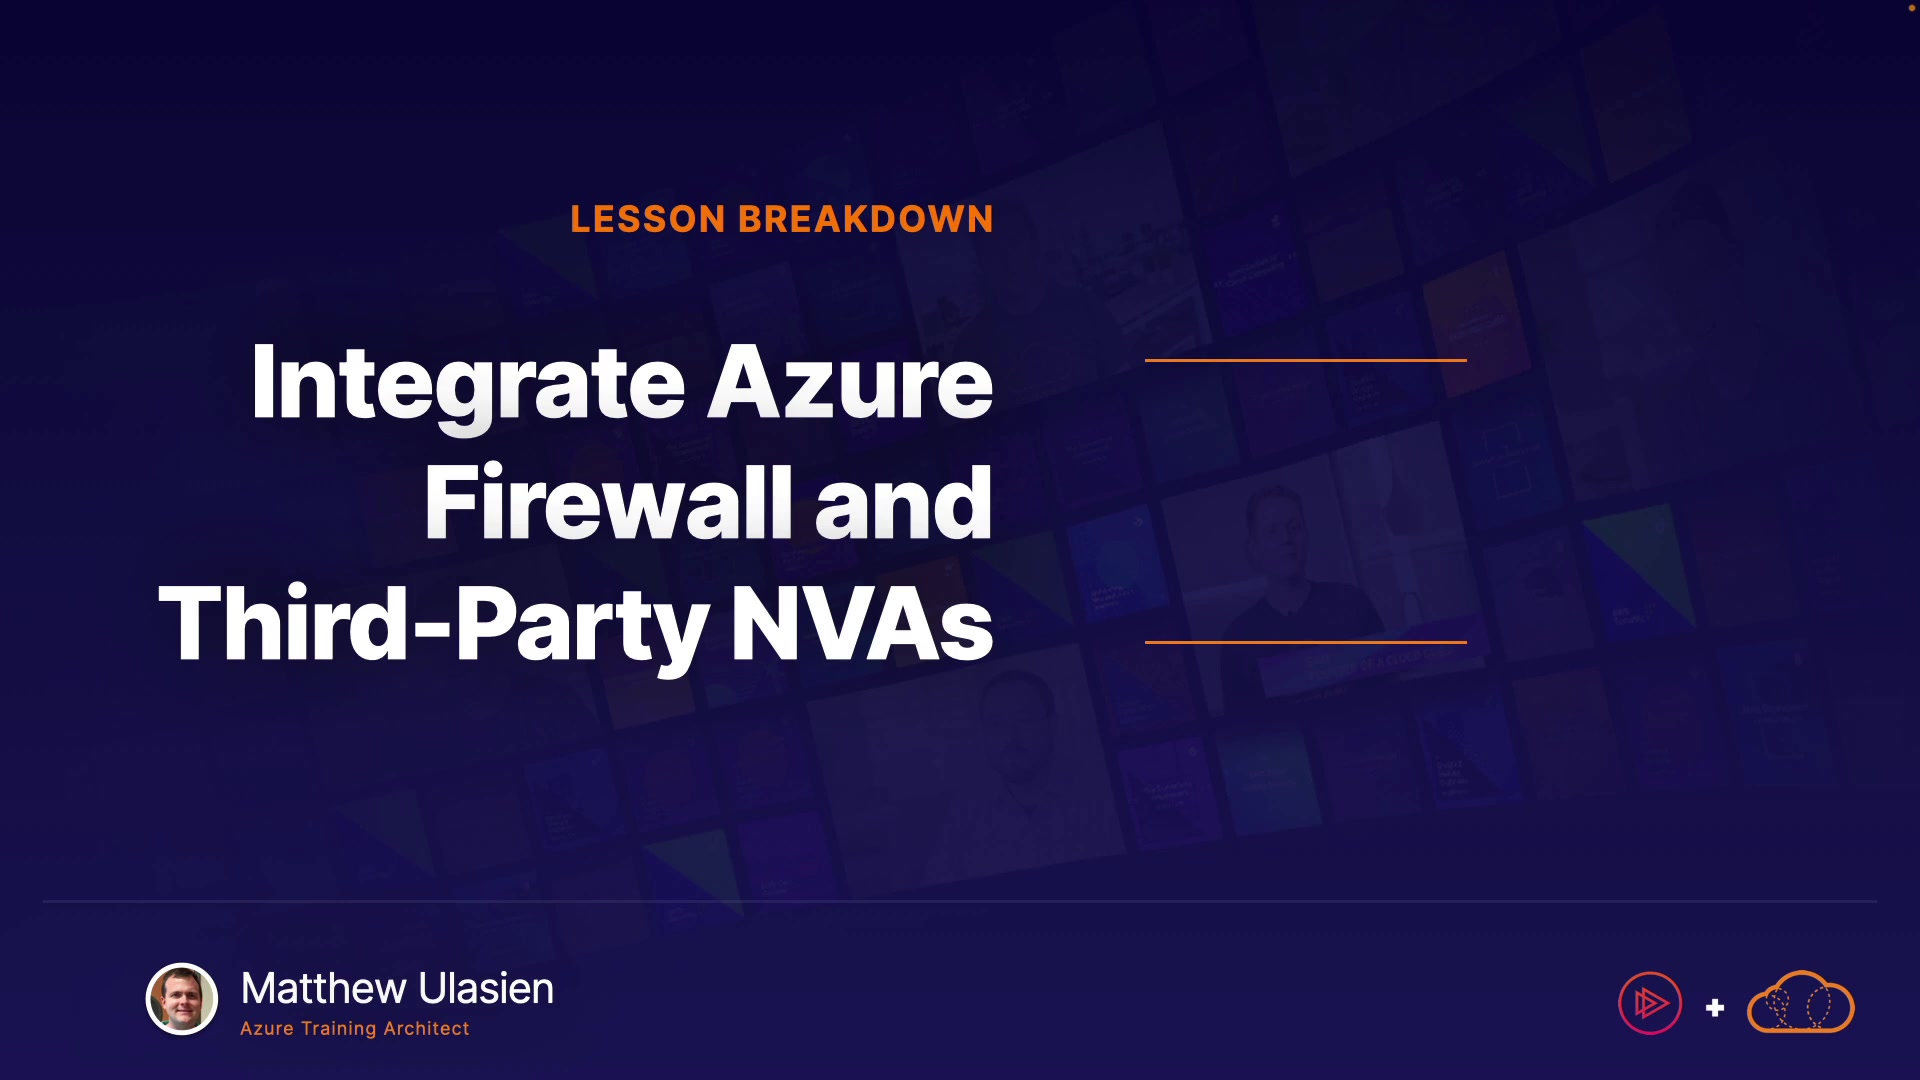 LESSON BREAKDOWN
Integrate Azure
Firewall and
Third-Party NVAs
Matthew Ulasien
Azure Training Architect